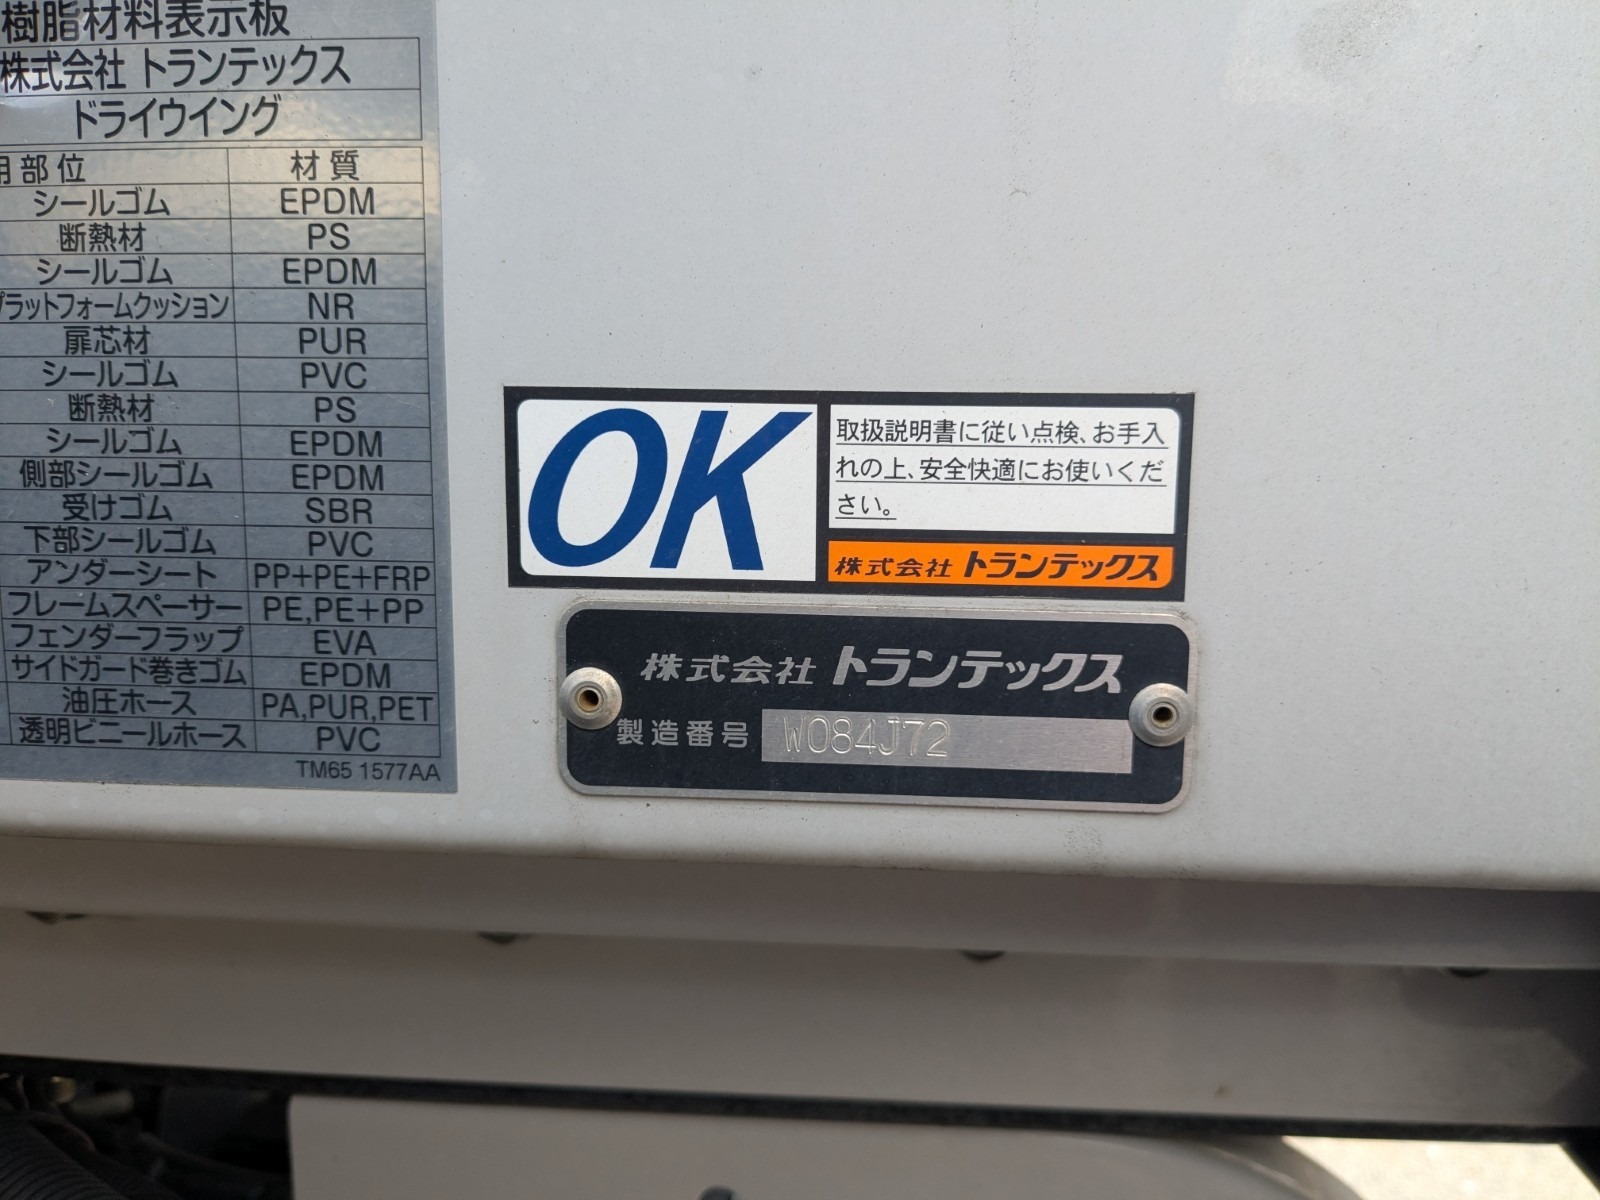 樹脂材料表示板
株式会社 トランテックス
ドライウイング
用部位 材質
シールゴム EPDM
断熱材 PS
シールゴム EPDM
プラットフォームクッション NR
扉芯材 PUR
シールゴム PVC
断熱材 PS
シールゴム EPDM
側部シールゴム EPDM
受けゴム SBR
下部シールゴム PVC
アンダーシート PP+PE+FRP
フレームスペーサー PE,PE+PP
フェンダーフラップ EVA
サイドガード巻きゴム EPDM
油圧ホース PA,PUR,PET
透明ビニールホース PVC
TM65 1577AA
OK
取扱説明書に従い点検、お手入
れの上、安全快適にお使いくだ
さい。
株式会社 トランテックス
株式会社 トランテックス
製造番号 W084J72